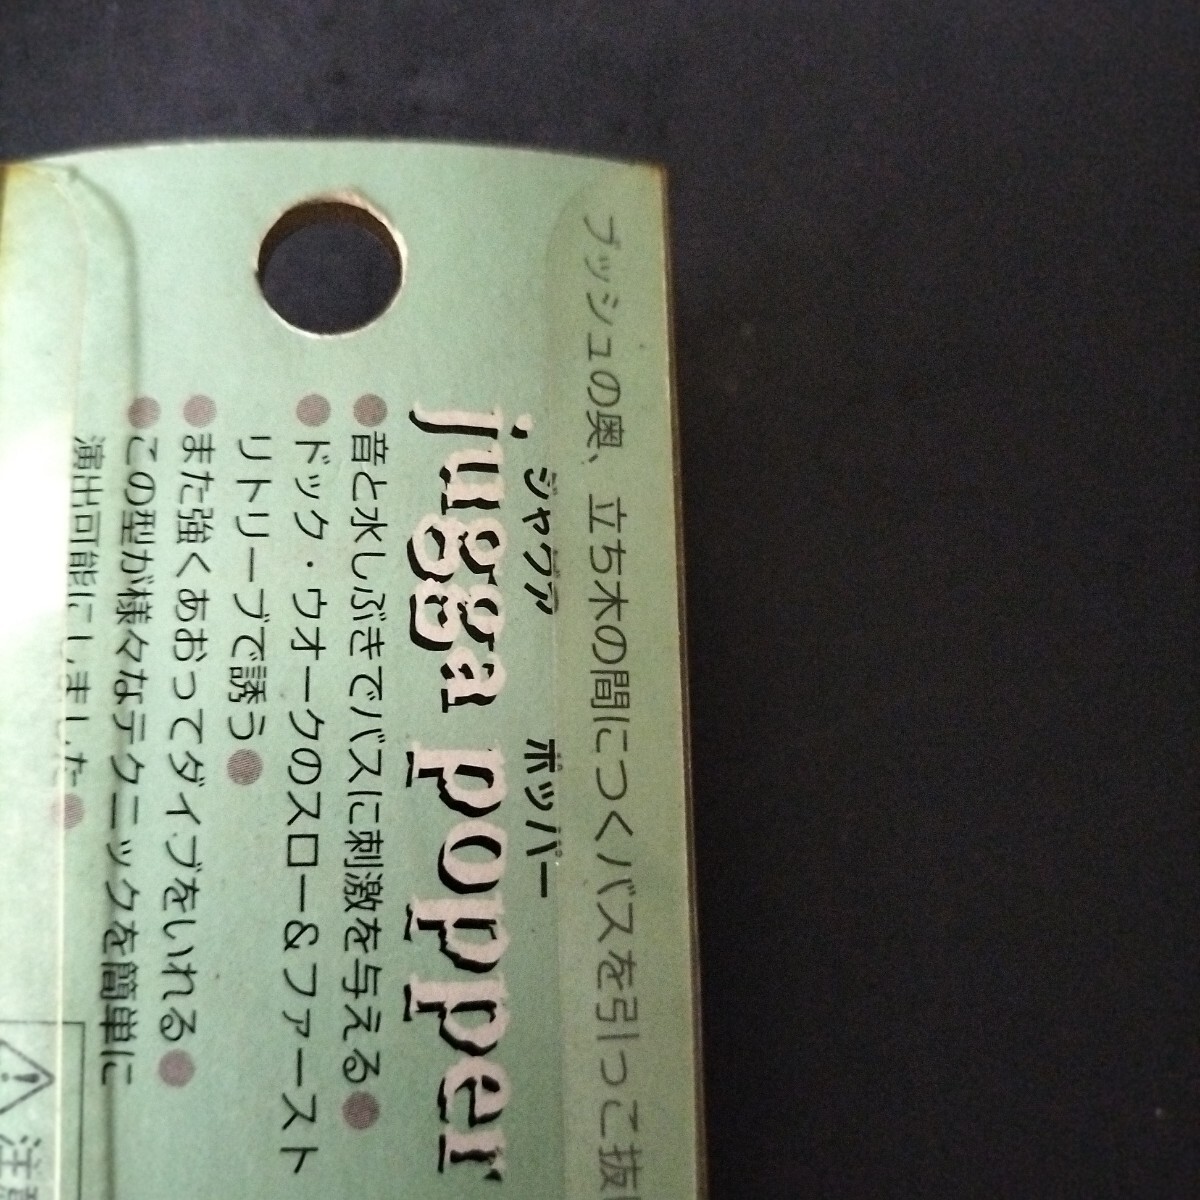 ブッシュの奥、立ち木の間につくバスを引っこ抜
ジャグア ポッパー
jugga popper
●音と水しぶきでバスに刺激を与える●
●ドック・ウオークのスロー&ファースト
リトリーブで誘う●
●また強くあおってダイブをいれる●
●この型が様々なテクニックを簡単に
演出可能にしました●
注意